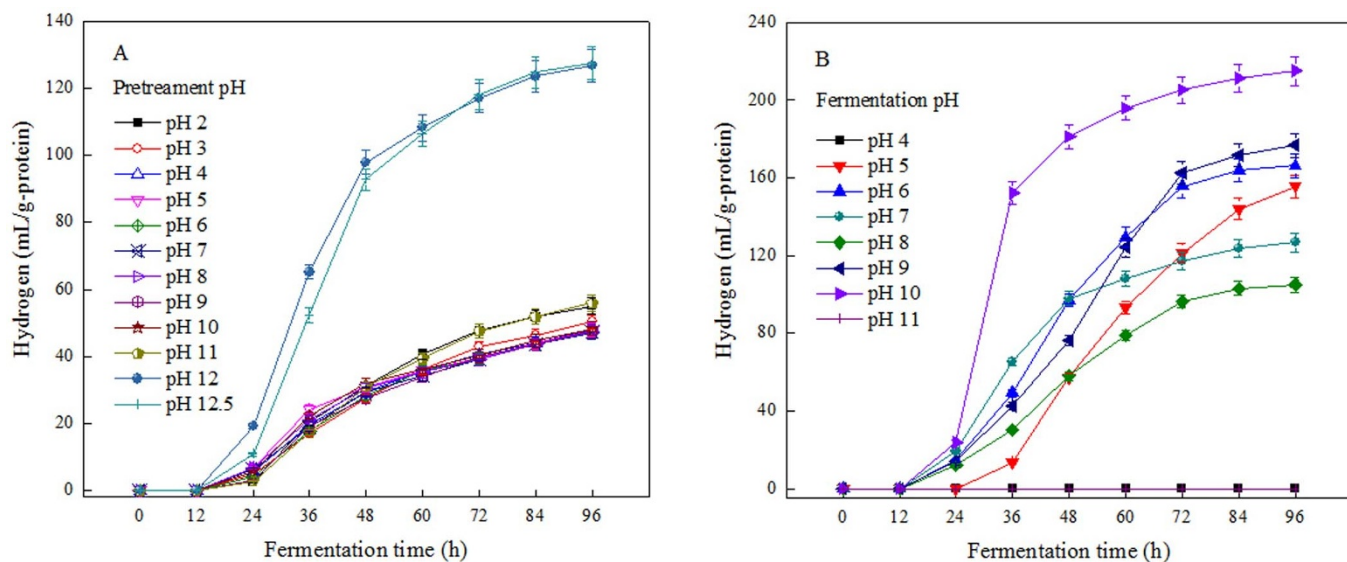 A
Pretreament pH
pH 2
pH 3
pH 4
pH 5
pH 6
pH 7
pH 8
pH 9
pH 10
pH 11
pH 12
pH 12.5
Hydrogen (mL/g-protein)
140
120
100
80
60
40
20
0
0 12 24 36 48 60 72 84 96
Fermentation time (h)
B
Fermentation pH
pH 4
pH 5
pH 6
pH 7
pH 8
pH 9
pH 10
pH 11
Hydrogen (mL/g-protein)
240
200
160
120
80
40
0
0 12 24 36 48 60 72 84 96
Fermentation time (h)